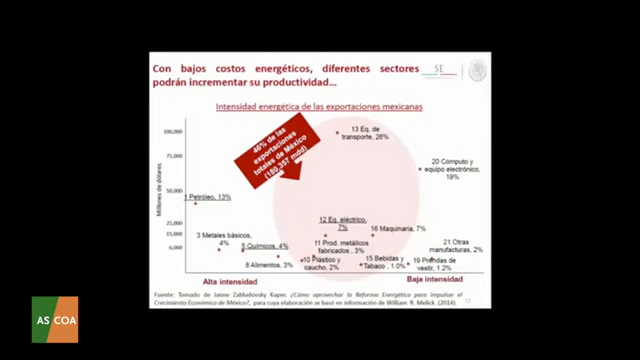 Con bajos costos energéticos, diferentes sectores
podrán incrementar su productividad...
SE
Intensidad energética de las exportaciones mexicanas
46% de las
exportaciones
totales de México
(180,357 mdd)
Millones de dólares
100,000
75,000
50,000
25,000
15,000
6,000
13 Eq. de
transporte, 26%
20 Cómputo y
equipo electrónico,
19%
1 Petróleo, 13%
12 Eq. eléctrico,
7%
16 Maquinaria, 7%
3 Metales básicos,
4%
5 Químicos, 4%
11 Prod. metálicos
fabricados , 3%
21 Otras
manufacturas, 2%
8 Alimentos, 3%
10 Plástico y
caucho, 2%
15 Bebidas y
Tabaco , 1.0%
19 Prendas de
vestir, 1.2%
Alta intensidad
Baja intensidad
Fuente: Tomado de Jaime Zabludovsky Kuper. ¿Cómo aprovechar la Reforma Energética para impulsar el
Crecimiento Económico de México?, para cuya elaboración se basó en información de William R. Melick. (2014).
AS COA